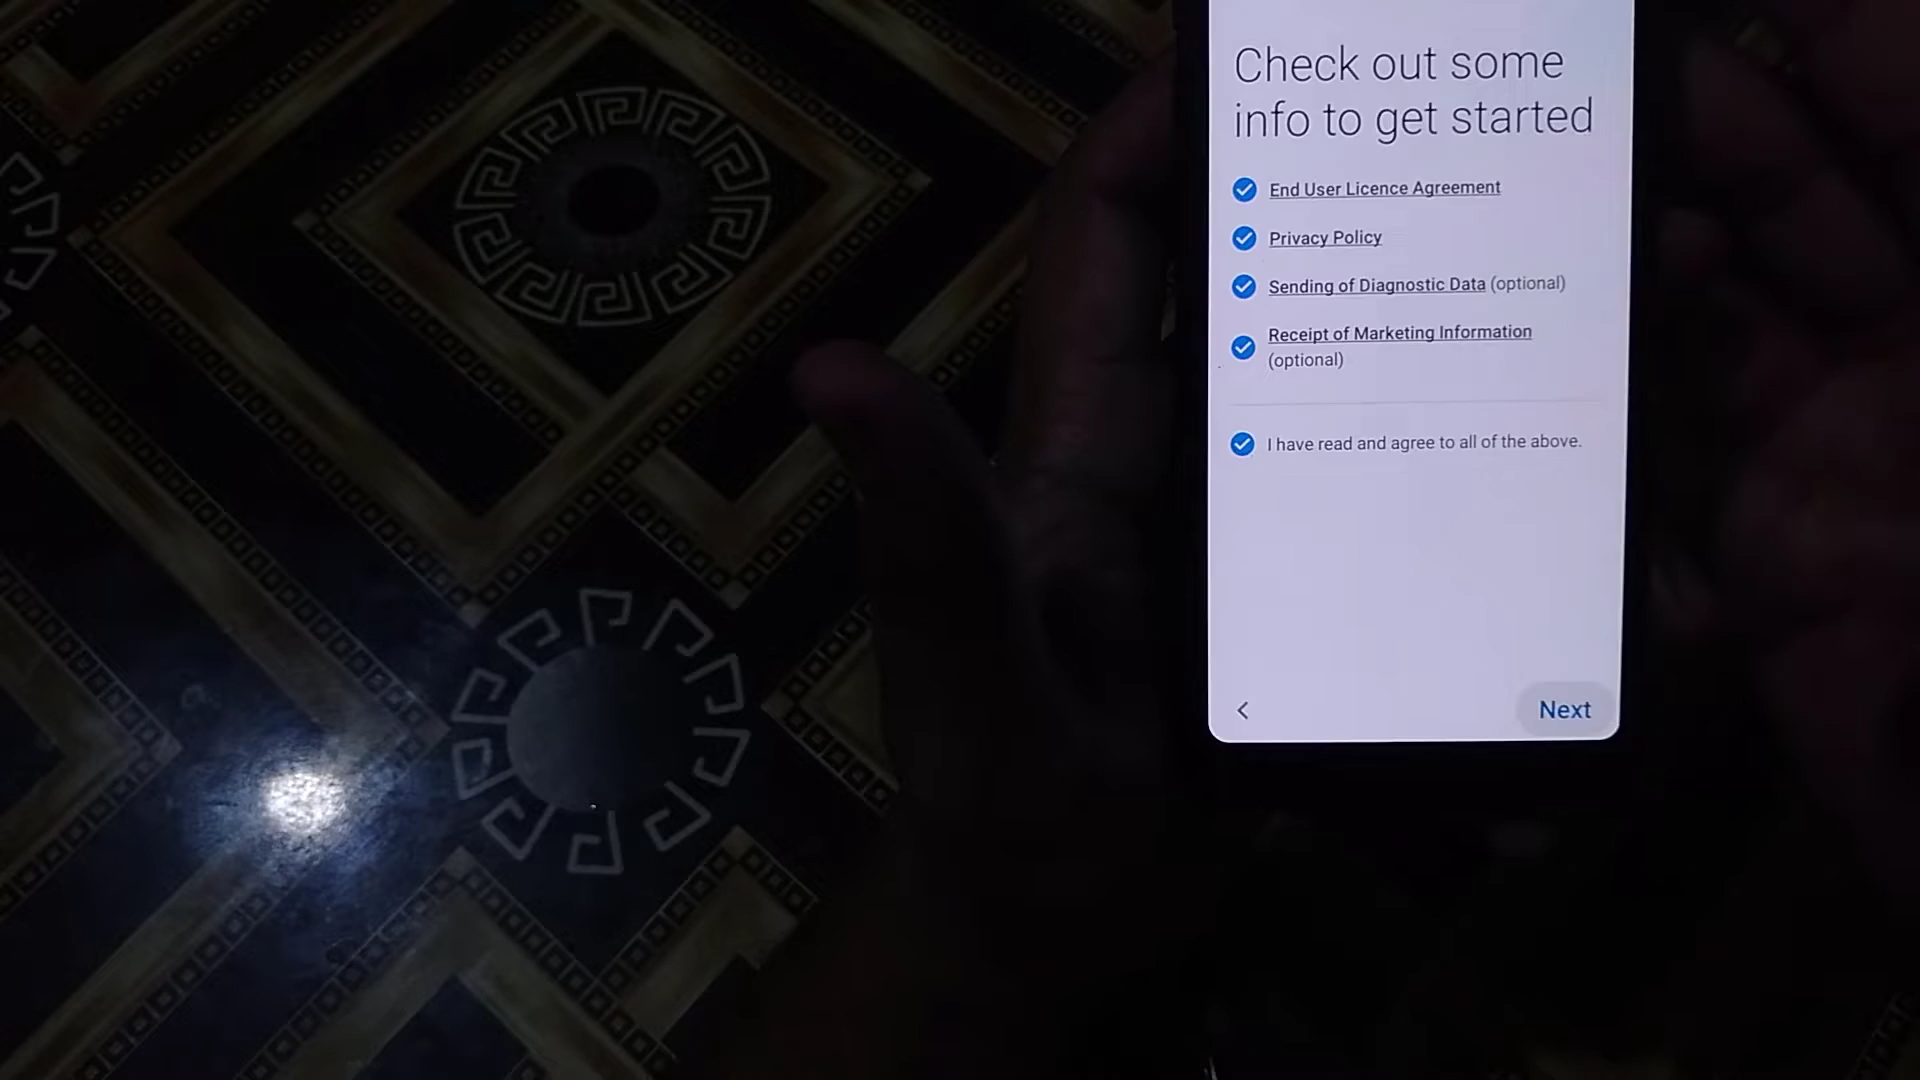 Check out some
info to get started
End User Licence Agreement
Privacy Policy
Sending of Diagnostic Data (optional)
Receipt of Marketing Information
(optional)
I have read and agree to all of the above.
Next